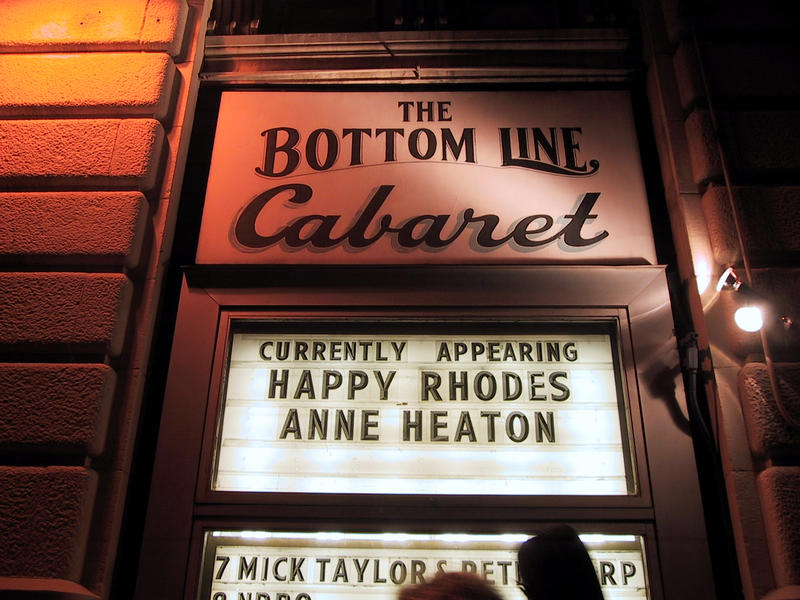 THE
BOTTOM LINE
Cabaret
CURRENTLY APPEARING
HAPPY RHODES
ANNE HEATON
7 MICK TAYLOR &